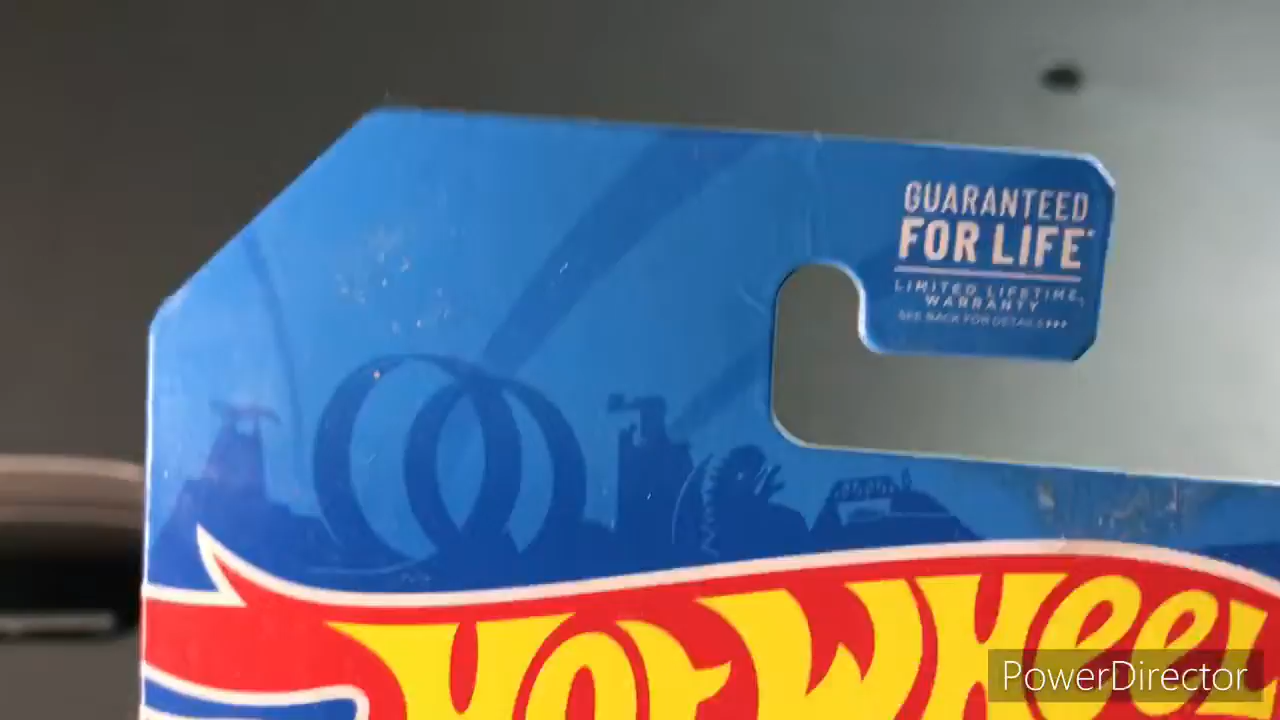 GUARANTEED
FOR LIFE*
LIMITED LIFETIME
WARRANTY
SEE BACK FOR DETAILS
Hot Wheel
PowerDirector